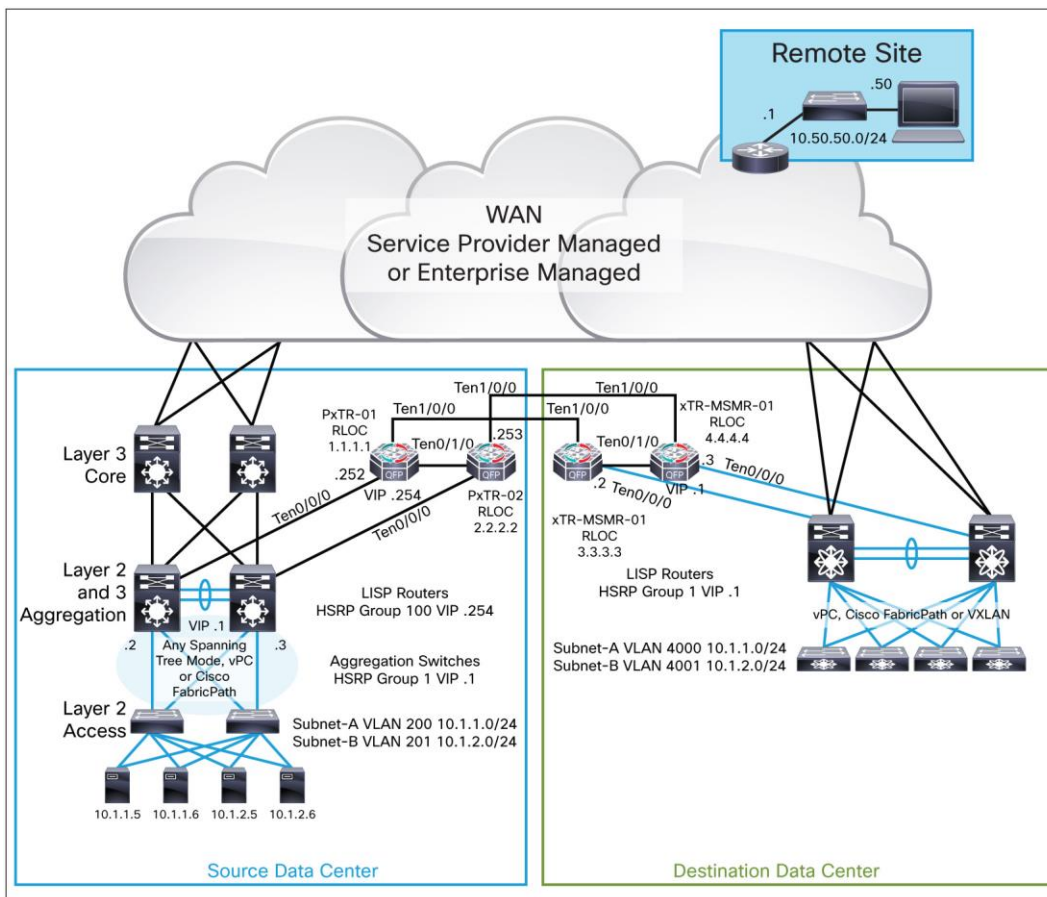 Remote Site
.50
.1
10.50.50.0/24
WAN
Service Provider Managed
or Enterprise Managed
Ten1/0/0
Ten1/0/0
Ten1/0/0
PxTR-01
RLOC
1.1.1.1
Ten0/1/0
.253
xTR-MSMR-01
RLOC
4.4.4.4
Ten0/1/0
Layer 3
Core
.252
QFP
QFP
VIP .254
Ten0/0/0
Ten0/0/0
PxTR-02
RLOC
2.2.2.2
QFP
QFP
.3
.2
VIP .1
Ten0/0/0
Ten0/0/0
xTR-MSMR-01
RLOC
3.3.3.3
Layer 2
and 3
Aggregation
LISP Routers
HSRP Group 100 VIP .254
LISP Routers
HSRP Group 1 VIP .1
VIP .1
.2
.3
Any Spanning
Tree Mode, vPC
or Cisco
FabricPath
Aggregation Switches
HSRP Group 1 VIP .1
vPC, Cisco FabricPath or VXLAN
Subnet-A VLAN 4000 10.1.1.0/24
Subnet-B VLAN 4001 10.1.2.0/24
Layer 2
Access
Subnet-A VLAN 200 10.1.1.0/24
Subnet-B VLAN 201 10.1.2.0/24
10.1.1.5
10.1.1.6
10.1.2.5
10.1.2.6
Source Data Center
Destination Data Center